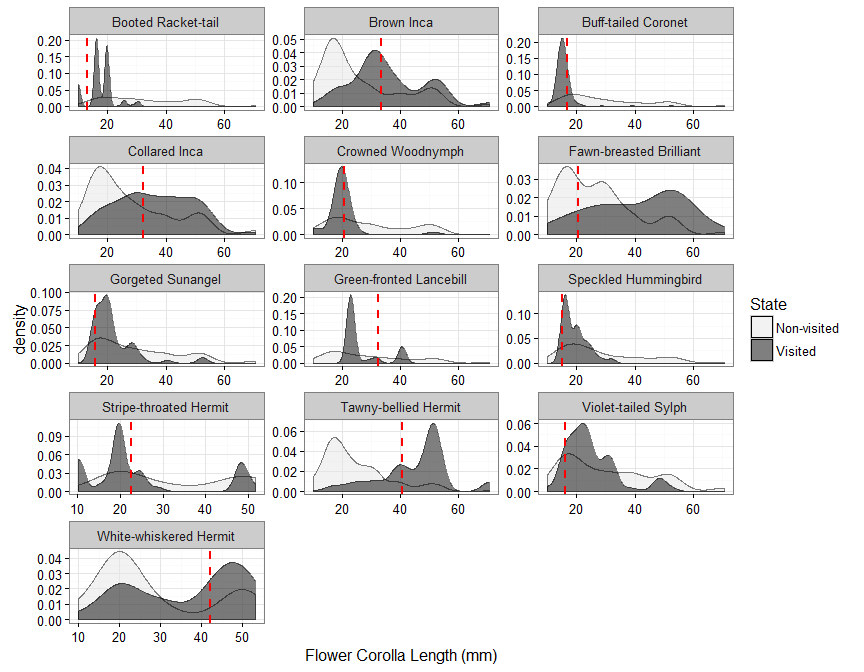 Booted Racket-tail
Brown Inca
Buff-tailed Coronet
0.20
0.15
0.10
0.05
0.00
20 40 60
0.05
0.04
0.03
0.02
0.01
0.00
20 40 60
0.20
0.15
0.10
0.05
0.00
20 40 60
Collared Inca
Crowned Woodnymph
Fawn-breasted Brilliant
0.04
0.03
0.02
0.01
0.00
20 40 60
0.10
0.05
0.00
20 40 60
0.03
0.02
0.01
0.00
20 40 60
Gorgeted Sunangel
Green-fronted Lancebill
Speckled Hummingbird
0.100
0.075
0.050
0.025
0.000
20 40 60
0.20
0.15
0.10
0.05
0.00
20 40 60
0.10
0.05
0.00
20 40 60
Stripe-throated Hermit
Tawny-bellied Hermit
Violet-tailed Sylph
0.09
0.06
0.03
0.00
10 20 30 40 50
0.06
0.04
0.02
0.00
20 40 60
0.06
0.04
0.02
0.00
20 40 60
White-whiskered Hermit
0.04
0.03
0.02
0.01
0.00
10 20 30 40 50
density
Flower Corolla Length (mm)
State
Non-visited
Visited